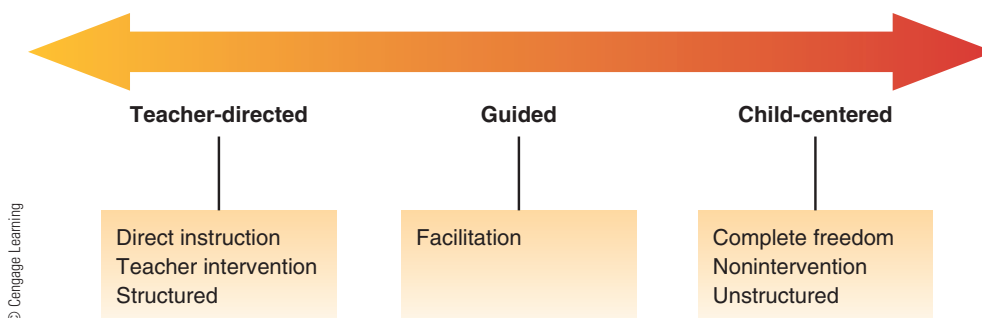 Teacher-directed
Guided
Child-centered
Direct instruction
Teacher intervention
Structured
Facilitation
Complete freedom
Nonintervention
Unstructured
© Cengage Learning